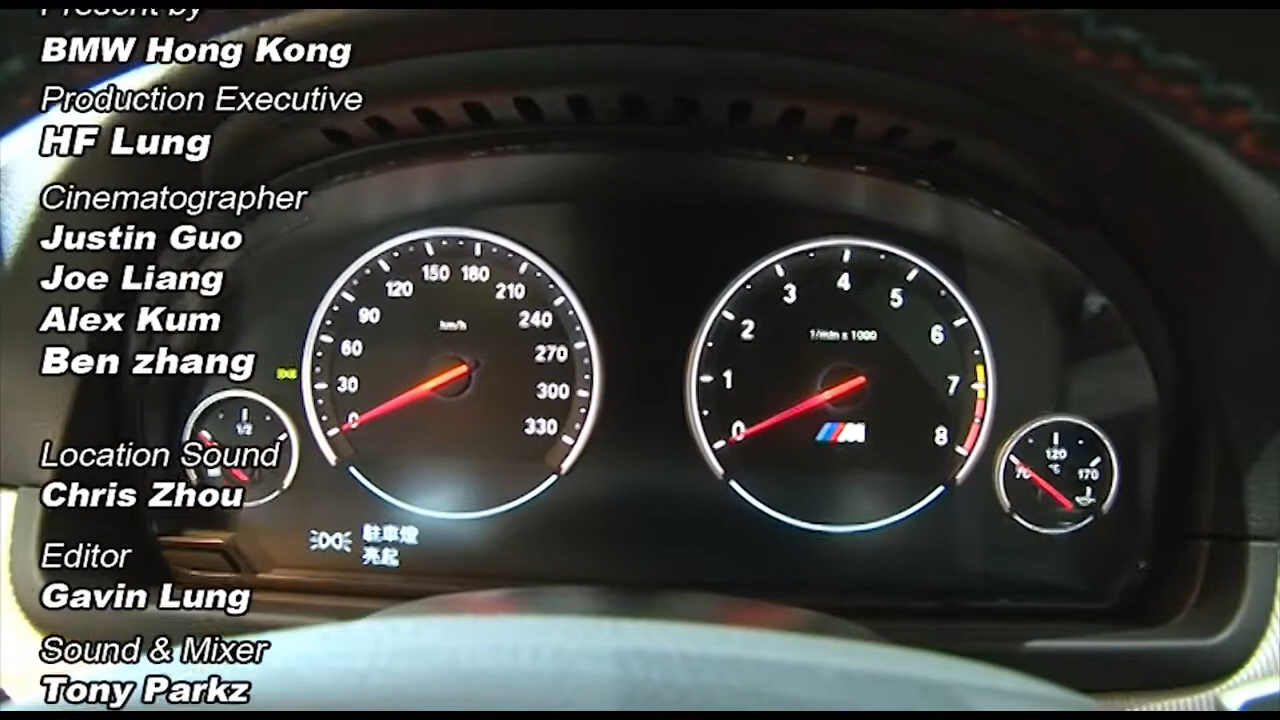 Present by
BMW Hong Kong
Production Executive
HF Lung
Cinematographer
Justin Guo
Joe Liang
Alex Kum
Ben zhang
Location Sound
Chris Zhou
Editor
Gavin Lung
Sound & Mixer
Tony Parkz
0
30
60
90
120
150
180
210
240
270
300
330
km/h
0
1
2
3
4
5
6
7
8
1/min x 1000
M
1/2
70
120
170
°C
駐車燈
亮起